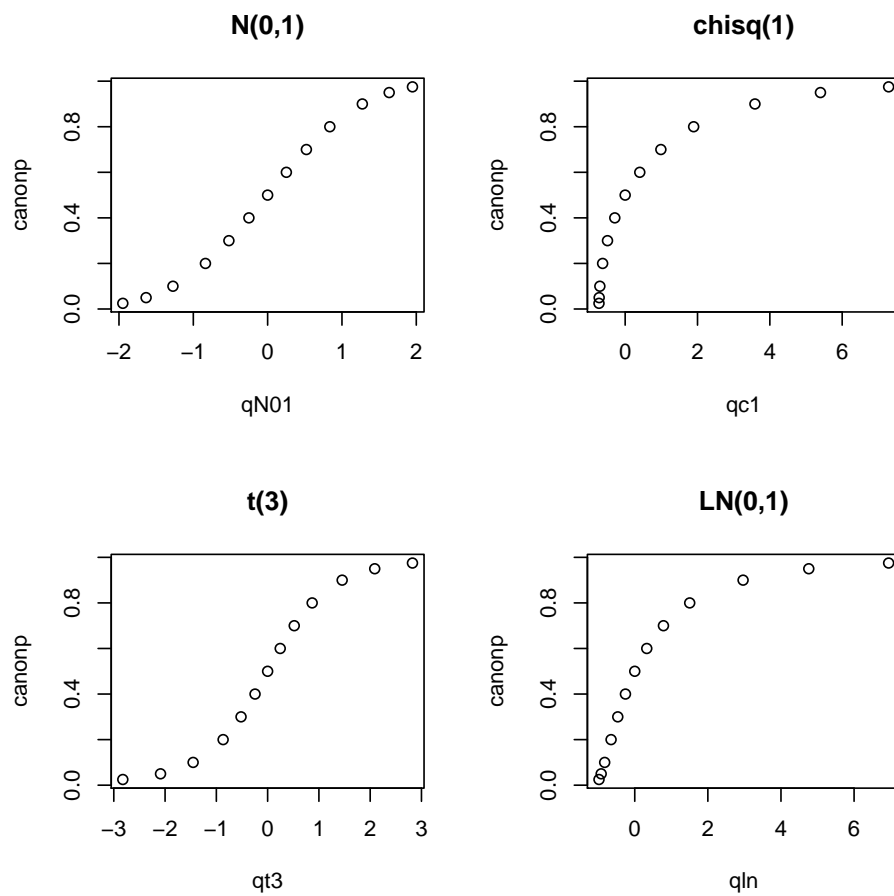 N(0,1)
canonp
0.0 0.4 0.8
−2 −1 0 1 2
qN01
chisq(1)
canonp
0.0 0.4 0.8
0 2 4 6
qc1
t(3)
canonp
0.0 0.4 0.8
−3 −2 −1 0 1 2 3
qt3
LN(0,1)
canonp
0.0 0.4 0.8
0 2 4 6
qln